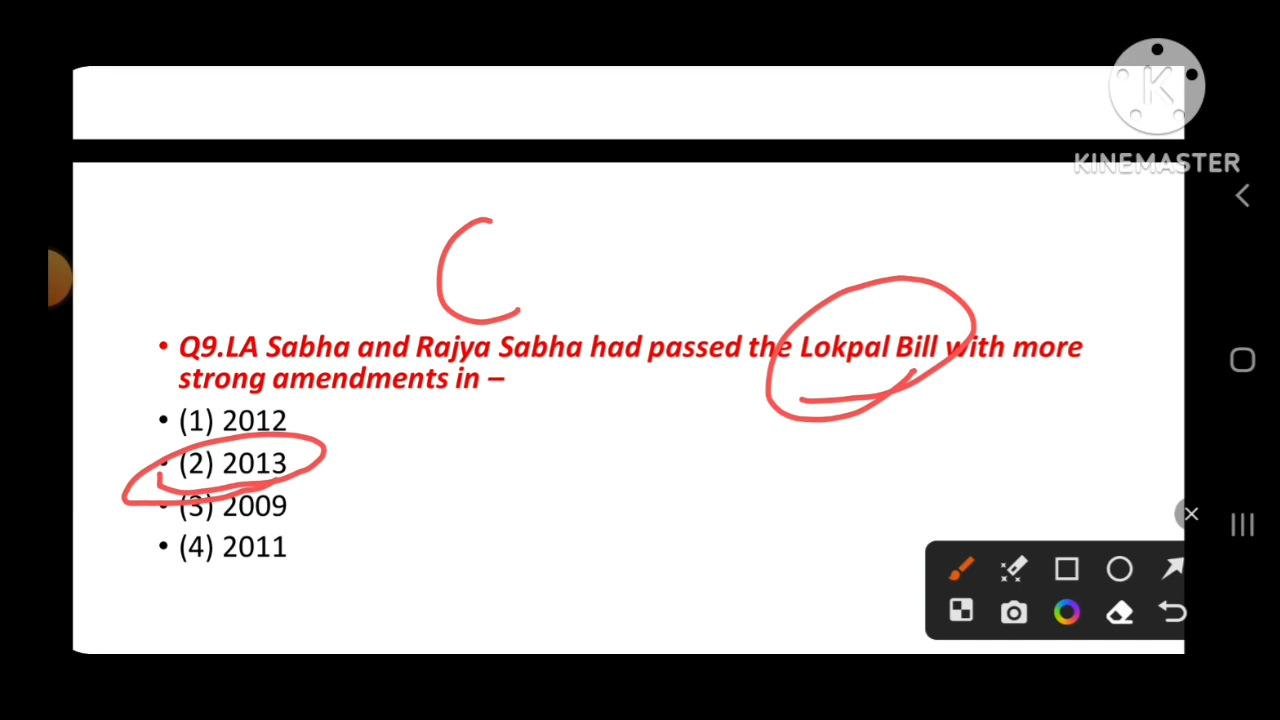 KINEMASTER
• Q9.LA Sabha and Rajya Sabha had passed the Lokpal Bill with more
strong amendments in –
• (1) 2012
• (2) 2013
• (3) 2009
• (4) 2011